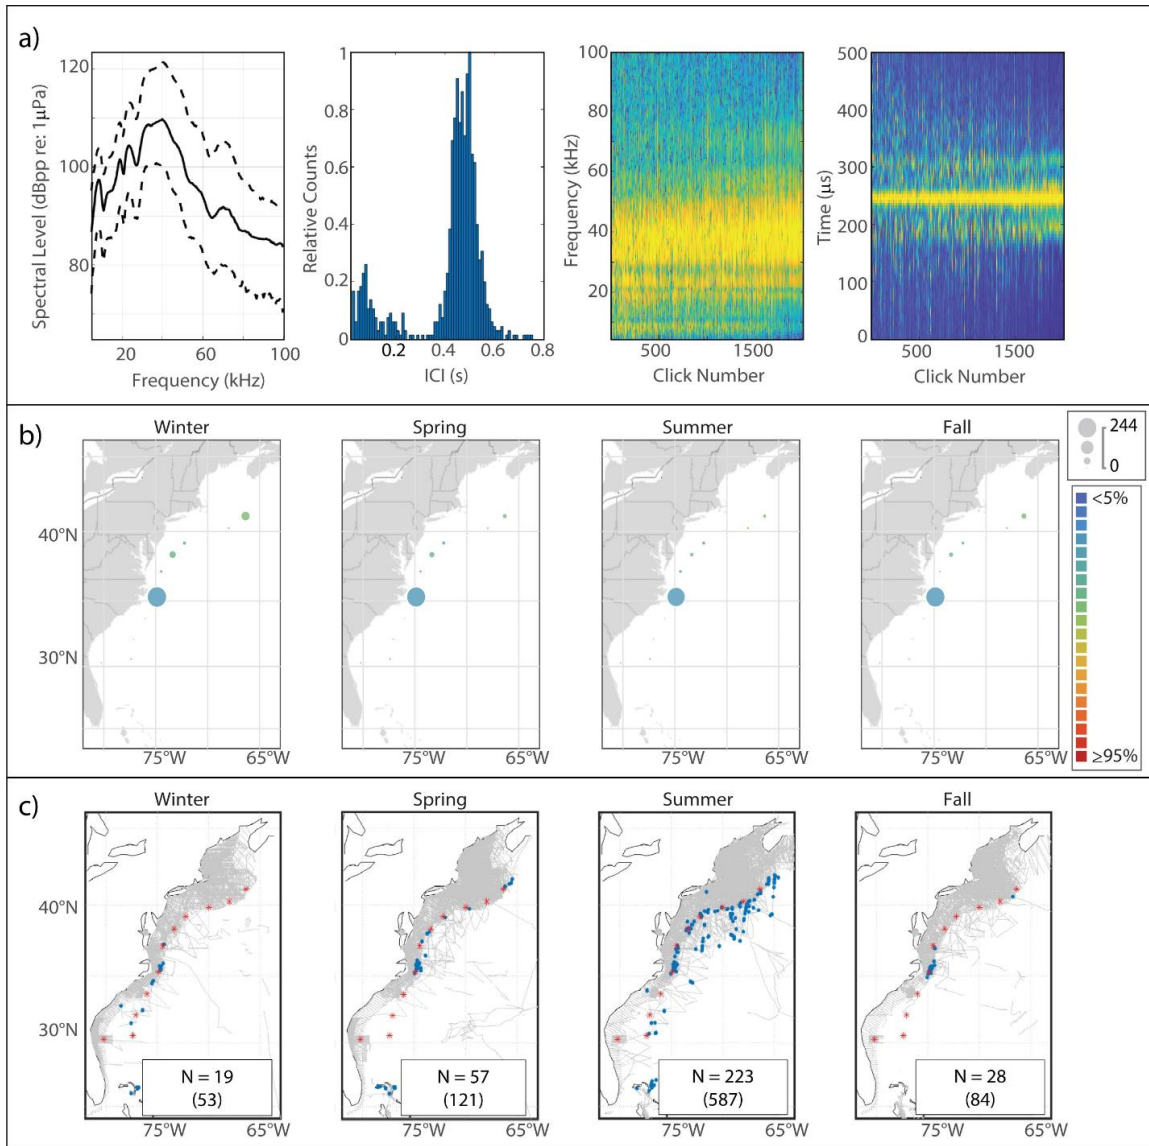 a)
120
100
80
Spectral Level (dBpp re: 1µPa)
20
60
100
Frequency (kHz)
1
0.8
0.6
0.4
0.2
0
Relative Counts
0.2
0.4
0.6
0.8
ICI (s)
100
80
60
40
20
Frequency (kHz)
500
1500
Click Number
500
400
300
200
100
0
Time (µs)
500
1500
Click Number
b)
Winter
Spring
Summer
Fall
244
0
<5%
≥95%
40°N
30°N
75°W
65°W
75°W
65°W
75°W
65°W
75°W
65°W
c)
Winter
Spring
Summer
Fall
40°N
30°N
N = 19
(53)
N = 57
(121)
N = 223
(587)
N = 28
(84)
75°W
65°W
75°W
65°W
75°W
65°W
75°W
65°W